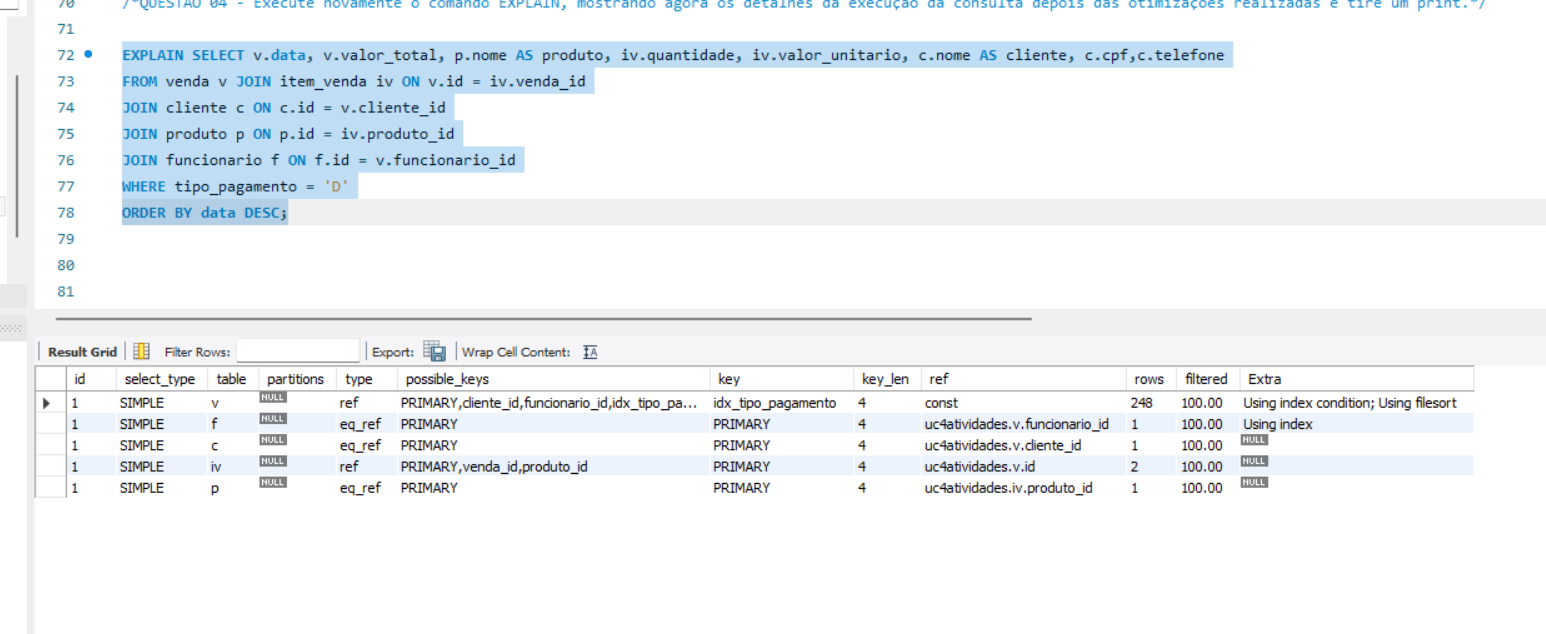 70 /*QUESTÃO 04 - Execute novamente o comando EXPLAIN, mostrando agora os detalhes da execução da consulta depois das otimizações realizadas e tire um print.*/
71
72 EXPLAIN SELECT v.data, v.valor_total, p.nome AS produto, iv.quantidade, iv.valor_unitario, c.nome AS cliente, c.cpf,c.telefone
73 FROM venda v JOIN item_venda iv ON v.id = iv.venda_id
74 JOIN cliente c ON c.id = v.cliente_id
75 JOIN produto p ON p.id = iv.produto_id
76 JOIN funcionario f ON f.id = v.funcionario_id
77 WHERE tipo_pagamento = 'D'
78 ORDER BY data DESC;
79
80
81
Result Grid Filter Rows: Export: Wrap Cell Content: IA
id select_type table partitions type possible_keys key key_len ref rows filtered Extra
1 SIMPLE v NULL ref PRIMARY,cliente_id,funcionario_id,idx_tipo_pa... idx_tipo_pagamento 4 const 248 100.00 Using index condition; Using filesort
1 SIMPLE f NULL eq_ref PRIMARY PRIMARY 4 uc4atividades.v.funcionario_id 1 100.00 Using index
1 SIMPLE c NULL eq_ref PRIMARY PRIMARY 4 uc4atividades.v.cliente_id 1 100.00 NULL
1 SIMPLE iv NULL ref PRIMARY,venda_id,produto_id PRIMARY 4 uc4atividades.v.id 2 100.00 NULL
1 SIMPLE p NULL eq_ref PRIMARY PRIMARY 4 uc4atividades.iv.produto_id 1 100.00 NULL